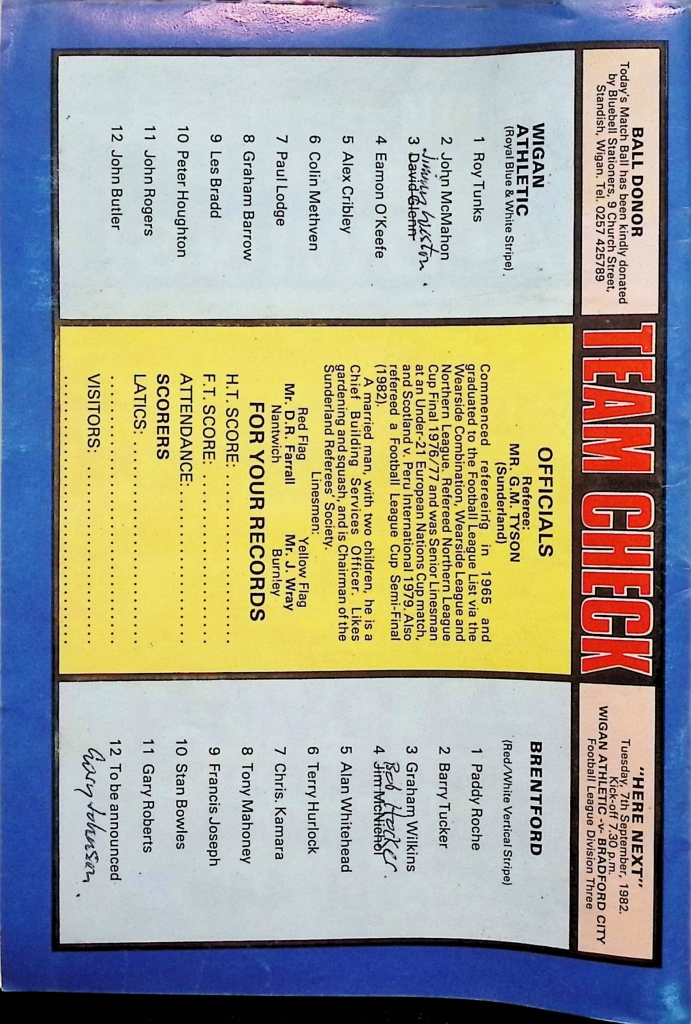 BALL DONOR
Today's Match Ball has been kindly donated
by Bluebell Stationers, 9 Church Street,
Standish, Wigan. Tel. 0257 425789
TEAM CHECK
"HERE NEXT"
Tuesday, 7th September, 1982.
Kick-off 7.30 p.m.
WIGAN ATHLETIC -v- BRADFORD CITY
Football League Division Three
WIGAN
ATHLETIC
(Royal Blue & White Stripe).
1 Roy Tunks
2 John McMahon
Jimmy Weston.
3 David Glenn
4 Eamon O'Keefe
5 Alex Cribley
6 Colin Methven
7 Paul Lodge
8 Graham Barrow
9 Les Bradd
10 Peter Houghton
11 John Rogers
12 John Butler
OFFICIALS
Referee:
MR. G.M. TYSON
(Sunderland)
Commenced refereeing in 1965 and
graduated to the Football League List via the
Wearside Combination, Wearside League and
Northern League. Refereed Northern League
Cup Final 1976/77 and was Senior Linesman
at an Under-21 European Nations Cup match,
and Scotland v. Peru International 1979. Also
refereed a Football League Cup Semi-Final
(1982).
A married man, with two children, he is a
Chief Building Services Officer. Likes
gardening and squash, and is Chairman of the
Sunderland Referees' Society.
Linesmen:
Red Flag Yellow Flag
Mr. D.R. Farrall Mr. J. Wray
Nantwich Burnley
FOR YOUR RECORDS
H.T. SCORE: ..............................
F.T. SCORE: ..............................
ATTENDANCE: ..............................
SCORERS
LATICS: ..............................
..............................
VISITORS: ..............................
..............................
BRENTFORD
(Red/White Vertical Stripe)
1 Paddy Roche
2 Barry Tucker
3 Graham Wilkins
Bob Booker.
4 Jim McNichol
5 Alan Whitehead
6 Terry Hurlock
7 Chris. Kamara
8 Tony Mahoney
9 Francis Joseph
10 Stan Bowles
11 Gary Roberts
12 To be announced
Gary Johnson.